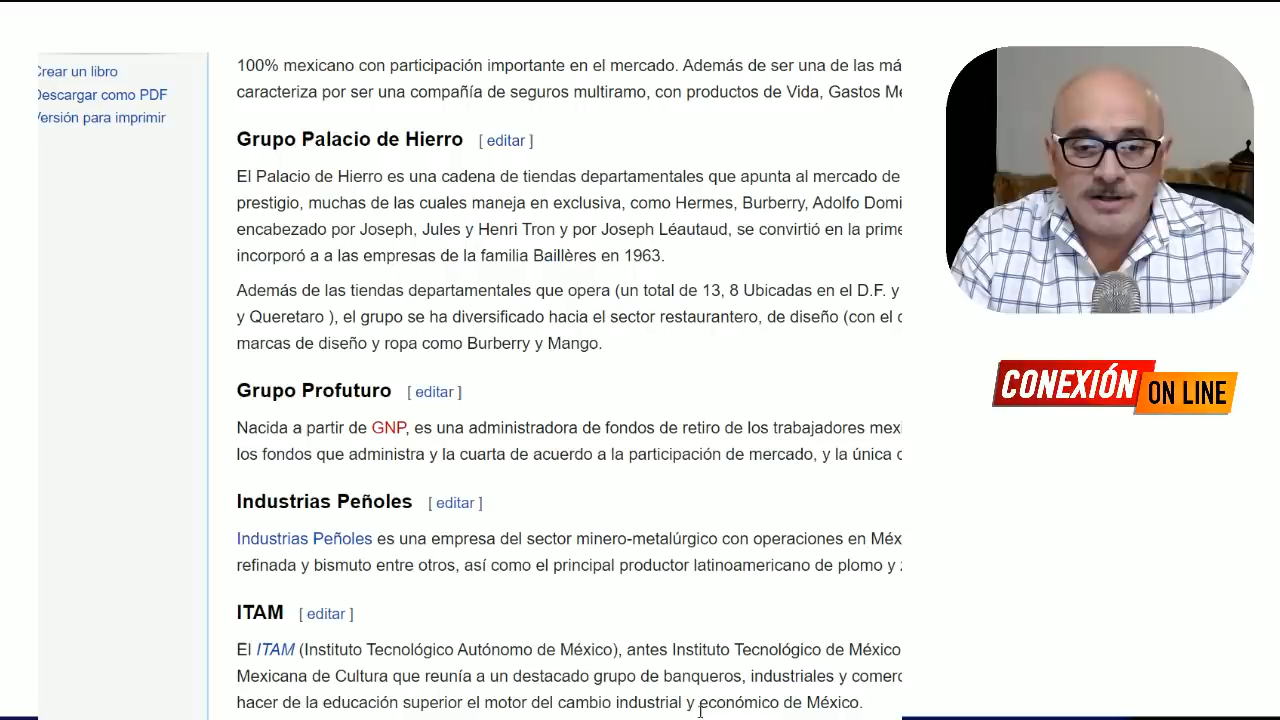 Crear un libro
Descargar como PDF
Versión para imprimir
100% mexicano con participación importante en el mercado. Además de ser una de las má
caracteriza por ser una compañía de seguros multiramo, con productos de Vida, Gastos Mé
Grupo Palacio de Hierro [ editar ]
El Palacio de Hierro es una cadena de tiendas departamentales que apunta al mercado de
prestigio, muchas de las cuales maneja en exclusiva, como Hermes, Burberry, Adolfo Domi
encabezado por Joseph, Jules y Henri Tron y por Joseph Léautaud, se convirtió en la prime
incorporó a a las empresas de la familia Baillères en 1963.
Además de las tiendas departamentales que opera (un total de 13, 8 Ubicadas en el D.F. y
y Queretaro ), el grupo se ha diversificado hacia el sector restaurantero, de diseño (con el
marcas de diseño y ropa como Burberry y Mango.
Grupo Profuturo [ editar ]
Nacida a partir de GNP, es una administradora de fondos de retiro de los trabajadores mexi
los fondos que administra y la cuarta de acuerdo a la participación de mercado, y la única
Industrias Peñoles [ editar ]
Industrias Peñoles es una empresa del sector minero-metalúrgico con operaciones en Méx
refinada y bismuto entre otros, así como el principal productor latinoamericano de plomo y
ITAM [ editar ]
El ITAM (Instituto Tecnológico Autónomo de México), antes Instituto Tecnológico de México
Mexicana de Cultura que reunía a un destacado grupo de banqueros, industriales y comerc
hacer de la educación superior el motor del cambio industrial y económico de México.
CONEXIÓN
ON LINE